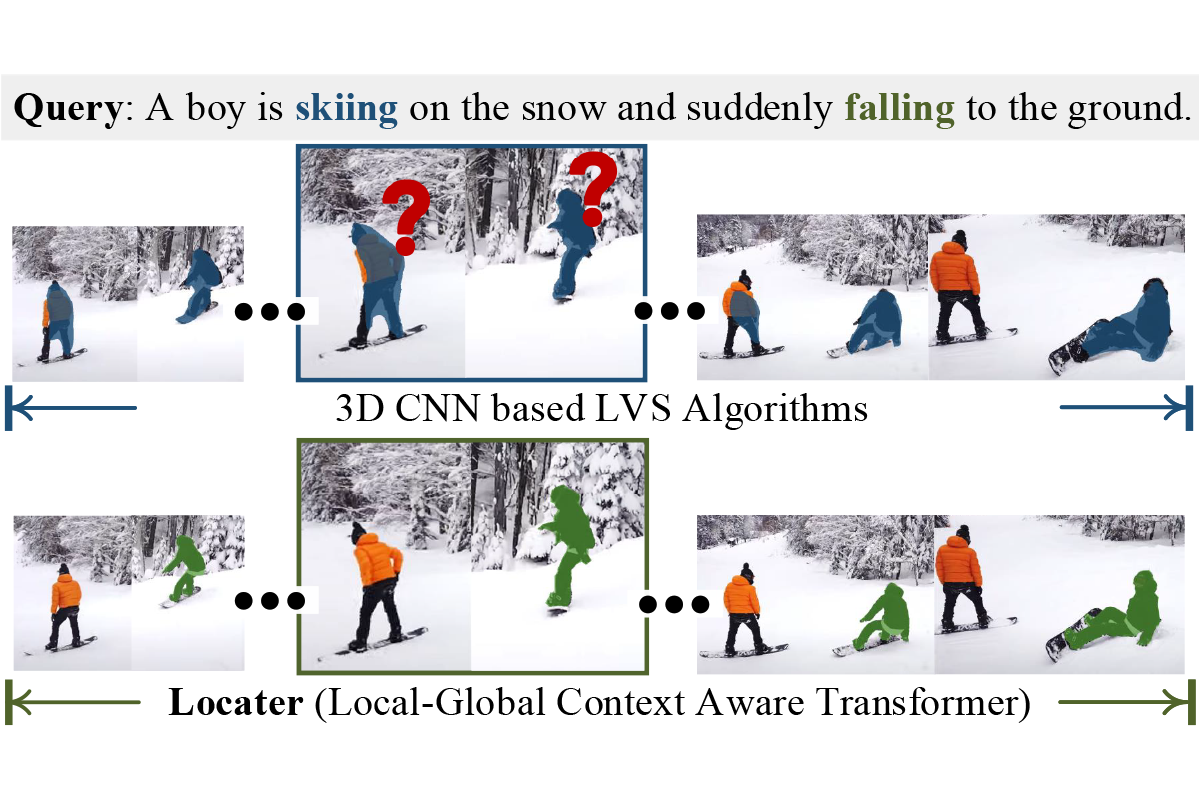 Query: A boy is skiing on the snow and suddenly falling to the ground.
? ?
3D CNN based LVS Algorithms
Locater (Local-Global Context Aware Transformer)